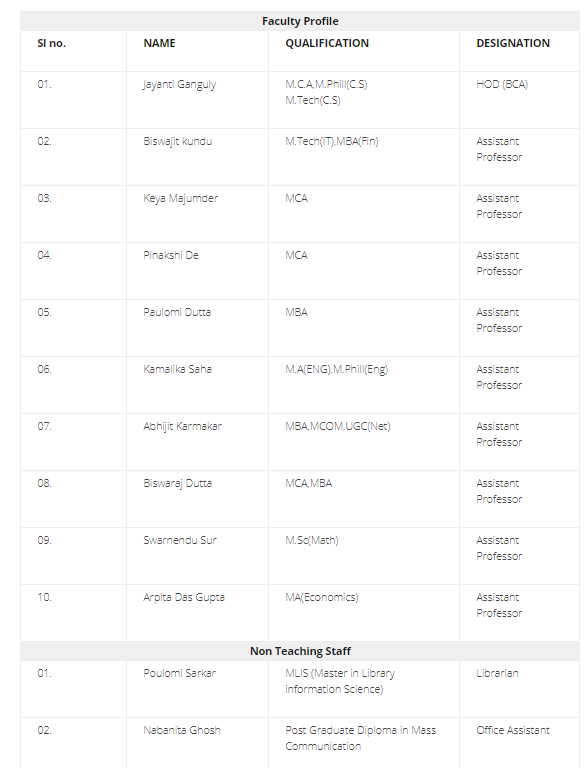 Faculty Profile
Sl no. NAME QUALIFICATION DESIGNATION
01. Jayanti Ganguly M.C.A,M.Phill(C.S) HOD (BCA)
M.Tech(C.S)
02. Biswajit kundu M.Tech(IT),MBA(Fin) Assistant
Professor
03. Keya Majumder MCA Assistant
Professor
04. Pinakshi De MCA Assistant
Professor
05. Paulomi Dutta MBA Assistant
Professor
06. Kamalika Saha M.A(ENG),M.Phill(Eng) Assistant
Professor
07. Abhijit Karmakar MBA,MCOM,UGC(Net) Assistant
Professor
08. Biswaraj Dutta MCA,MBA Assistant
Professor
09. Swarnendu Sur M.Sc(Math) Assistant
Professor
10. Arpita Das Gupta MA(Economics) Assistant
Professor
Non Teaching Staff
01. Poulomi Sarkar MLIS (Master in Library Librarian
information Science)
02. Nabanita Ghosh Post Graduate Diploma in Mass Office Assistant
Communication